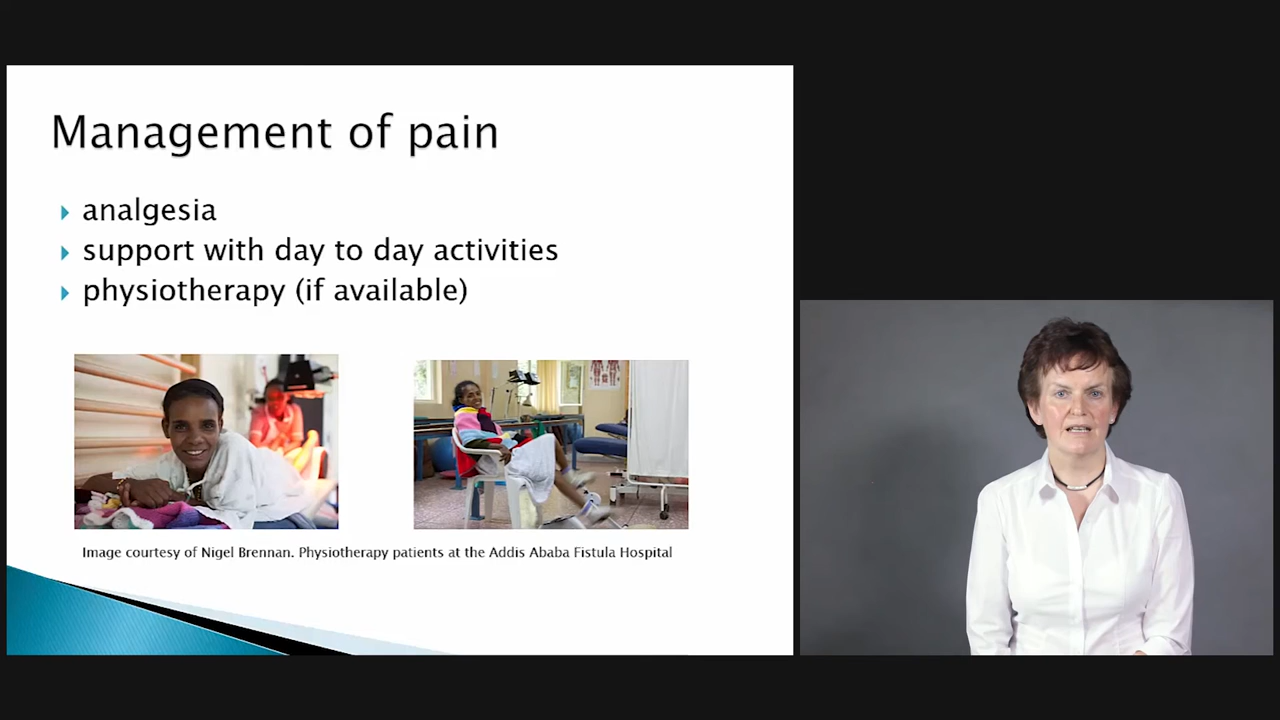 Management of pain
analgesia
support with day to day activities
physiotherapy (if available)
Image courtesy of Nigel Brennan. Physiotherapy patients at the Addis Ababa Fistula Hospital